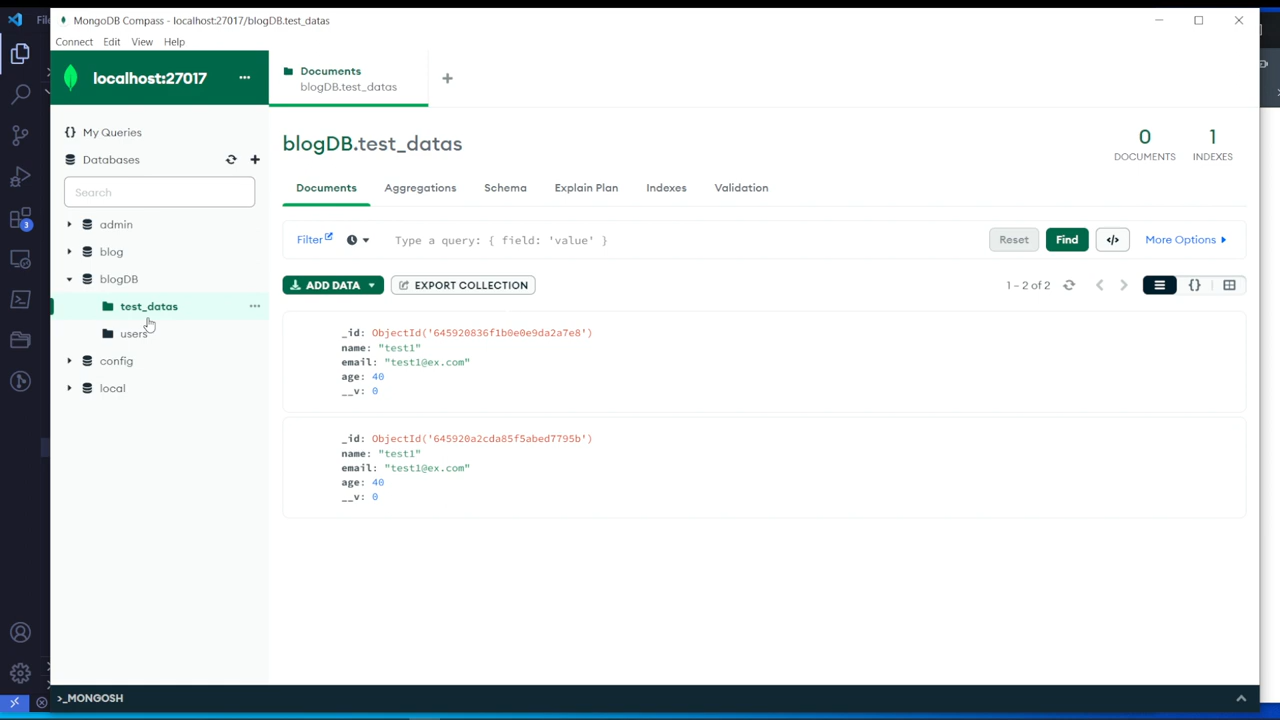 Fil
MongoDB Compass - localhost:27017/blogDB.test_datas
Connect Edit View Help
localhost:27017 ...
Documents
blogDB.test_datas
+
{} My Queries
Databases
Search
admin
blog
blogDB
test_datas ...
users
config
local
blogDB.test_datas
0
DOCUMENTS
1
INDEXES
Documents Aggregations Schema Explain Plan Indexes Validation
Filter Type a query: { field: 'value' } Reset Find </> More Options
ADD DATA EXPORT COLLECTION 1 – 2 of 2 {}
_id: ObjectId('645920836f1b0e0e9da2a7e8')
name: "test1"
email: "test1@ex.com"
age: 40
__v: 0
_id: ObjectId('645920a2cda85f5abed7795b')
name: "test1"
email: "test1@ex.com"
age: 40
__v: 0
3
>_MONGOSH